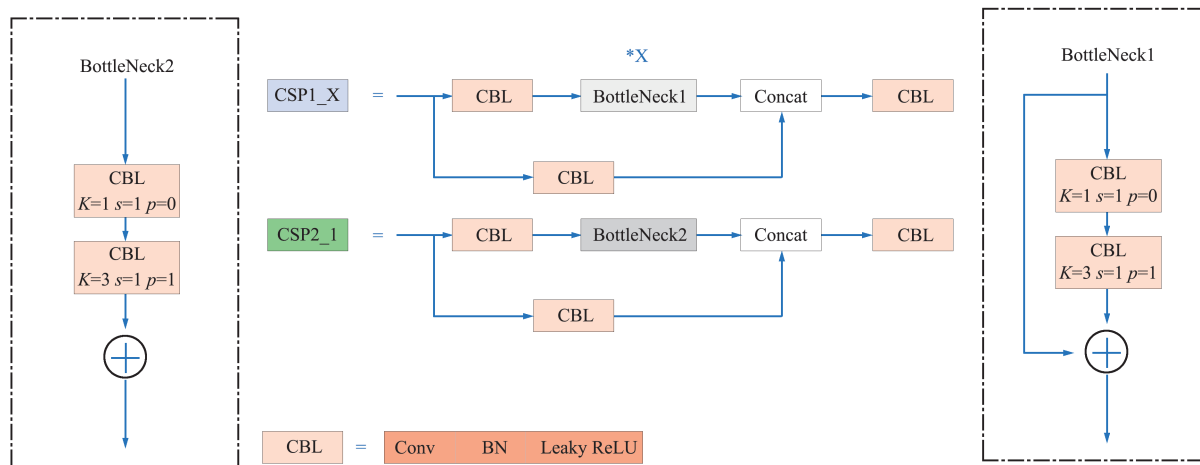 BottleNeck2
CBL
K=1 s=1 p=0
CBL
K=3 s=1 p=1
*X
CSP1_X = CBL BottleNeck1 Concat CBL
CBL
CSP2_1 = CBL BottleNeck2 Concat CBL
CBL
CBL = Conv BN Leaky ReLU
BottleNeck1
CBL
K=1 s=1 p=0
CBL
K=3 s=1 p=1